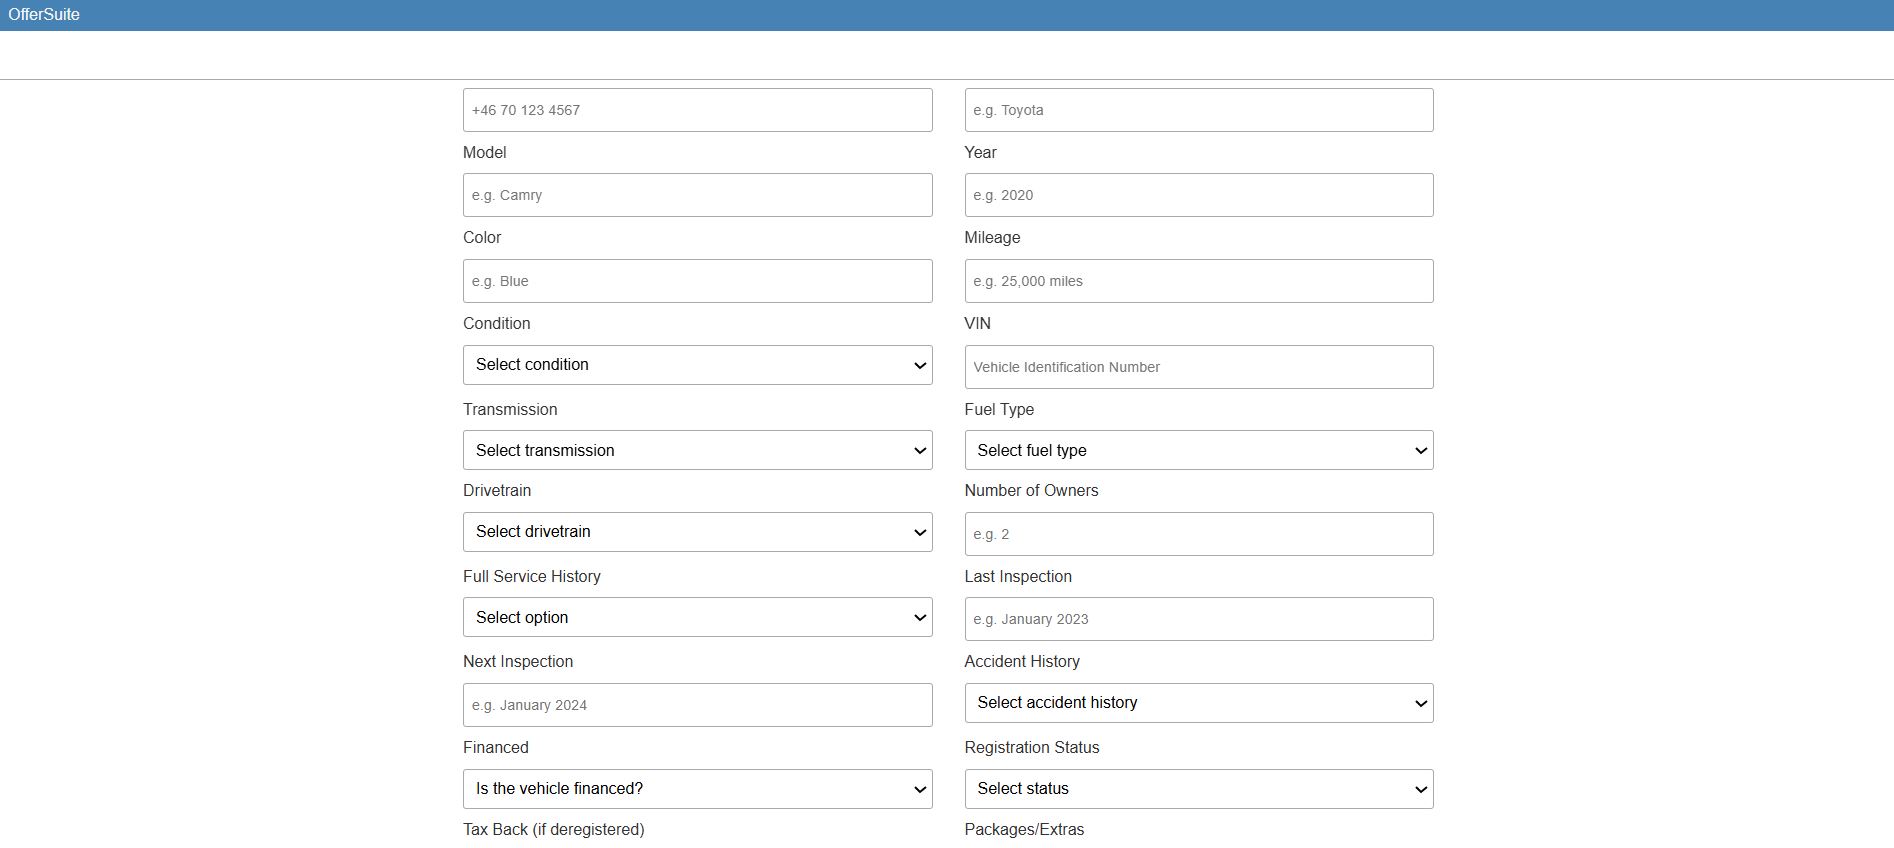 OfferSuite
+46 70 123 4567
e.g. Toyota
Model
Year
e.g. Camry
e.g. 2020
Color
Mileage
e.g. Blue
e.g. 25,000 miles
Condition
VIN
Select condition
Vehicle Identification Number
Transmission
Fuel Type
Select transmission
Select fuel type
Drivetrain
Number of Owners
Select drivetrain
e.g. 2
Full Service History
Last Inspection
Select option
e.g. January 2023
Next Inspection
Accident History
e.g. January 2024
Select accident history
Financed
Registration Status
Is the vehicle financed?
Select status
Tax Back (if deregistered)
Packages/Extras